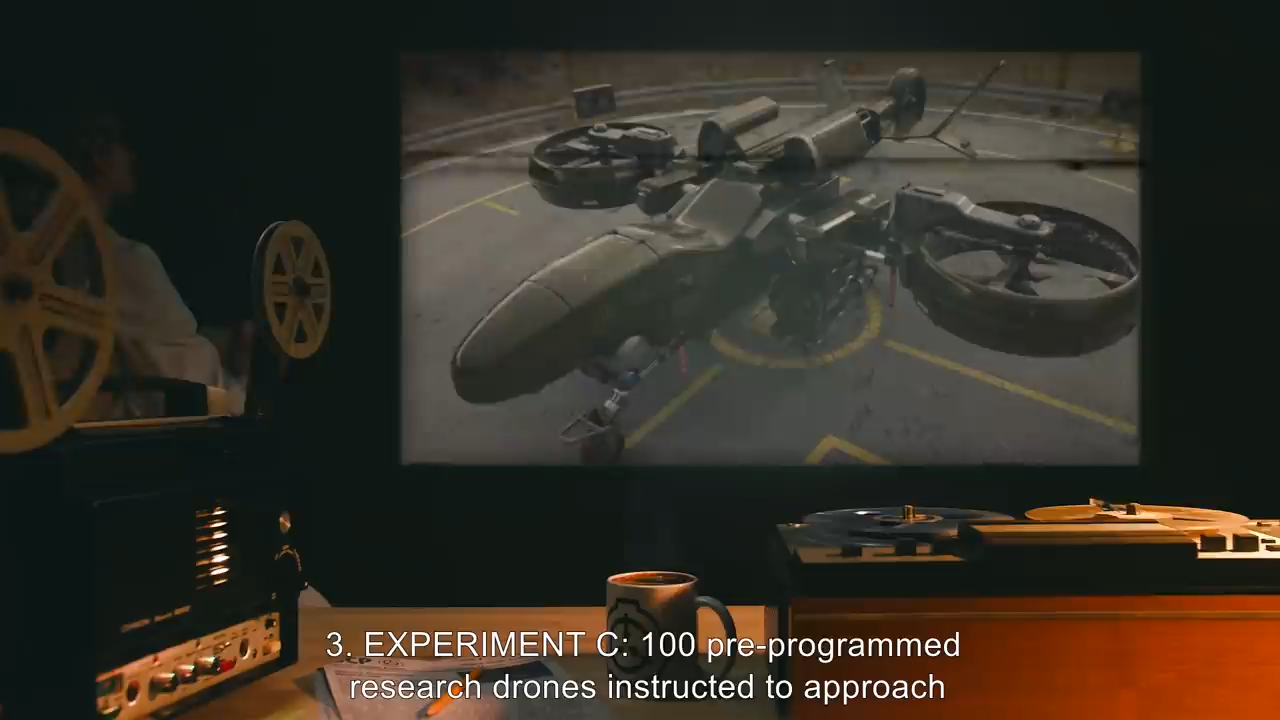 3. EXPERIMENT C: 100 pre-programmed
research drones instructed to approach